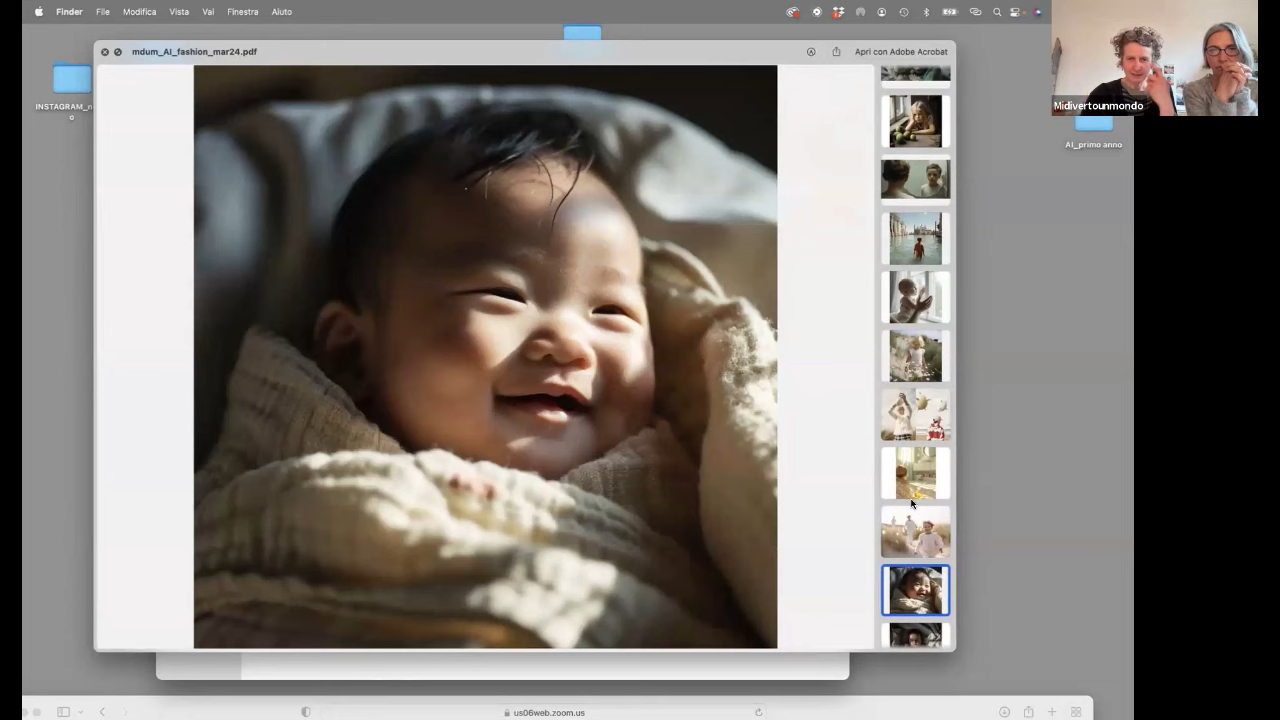 Finder File Modifica Vista Vai Finestra Aiuto
mdum_AI_fashion_mar24.pdf
Apri con Adobe Acrobat
INSTAGRAM_n
o
Midivertounmondo
AI_primo anno
us06web.zoom.us